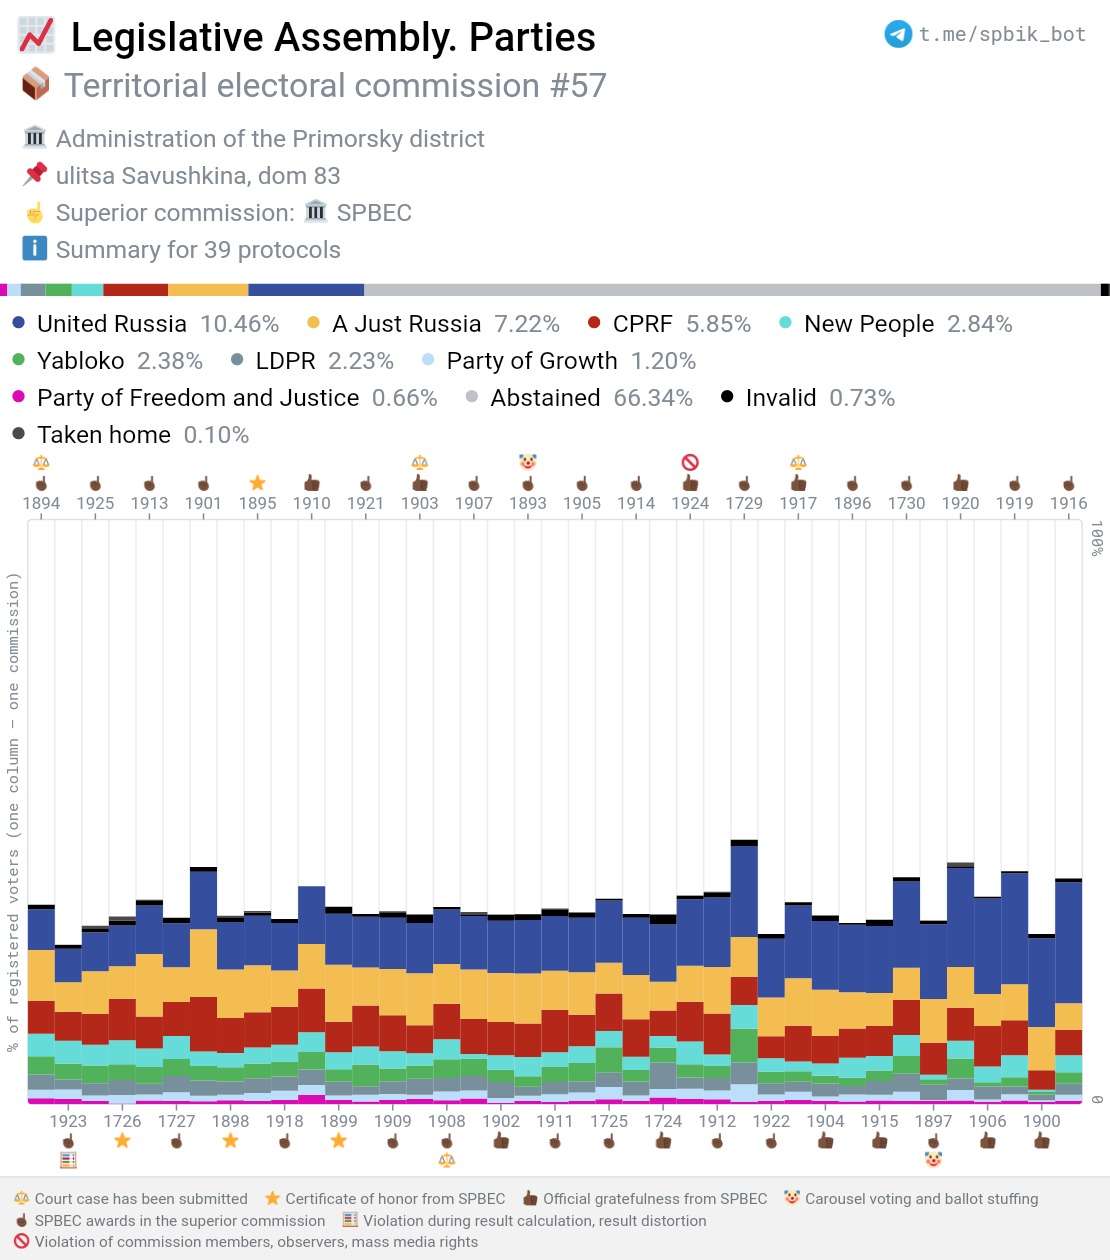 Legislative Assembly. Parties
t.me/spbik_bot
Territorial electoral commission #57
Administration of the Primorsky district
ulitsa Savushkina, dom 83
Superior commission: SPBEC
Summary for 39 protocols
United Russia 10.46% A Just Russia 7.22% CPRF 5.85% New People 2.84%
Yabloko 2.38% LDPR 2.23% Party of Growth 1.20%
Party of Freedom and Justice 0.66% Abstained 66.34% Invalid 0.73%
Taken home 0.10%
1894 1925 1913 1901 1895 1910 1921 1903 1907 1893 1905 1914 1924 1729 1917 1896 1730 1920 1919 1916
100%
% of registered voters (one column – one commission)
0
1923 1726 1727 1898 1918 1899 1909 1908 1902 1911 1725 1724 1912 1922 1904 1915 1897 1906 1900
Court case has been submitted Certificate of honor from SPBEC Official gratefulness from SPBEC Carousel voting and ballot stuffing
SPBEC awards in the superior commission Violation during result calculation, result distortion
Violation of commission members, observers, mass media rights